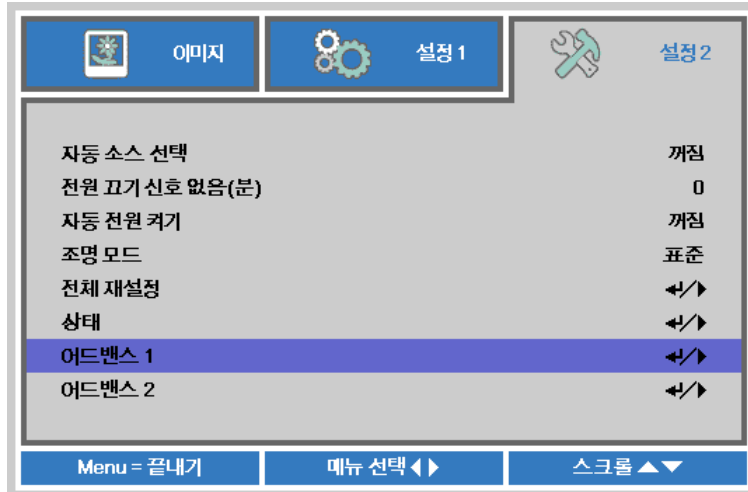 이미지 설정 1 설정 2
자동 소스 선택 꺼짐
전원 끄기 신호 없음(분) 0
자동 전원 켜기 꺼짐
조명 모드 표준
전체 재설정 ↵/▶
상태 ↵/▶
어드밴스 1 ↵/▶
어드밴스 2 ↵/▶
Menu = 끝내기 메뉴 선택 ◀ ▶ 스크롤 ▲ ▼